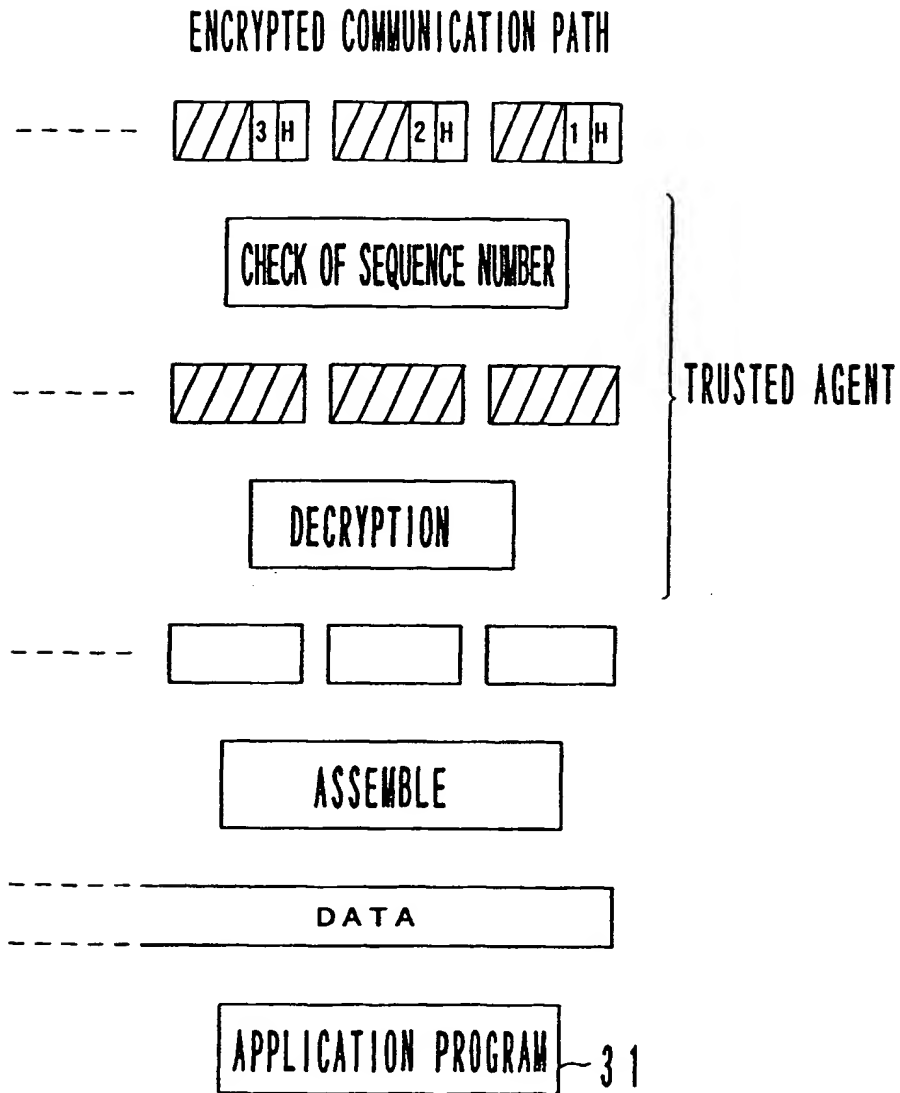 ENCRYPTED COMMUNICATION PATH
3 H 2 H 1 H
CHECK OF SEQUENCE NUMBER
TRUSTED AGENT
DECRYPTION
ASSEMBLE
DATA
APPLICATION PROGRAM 31